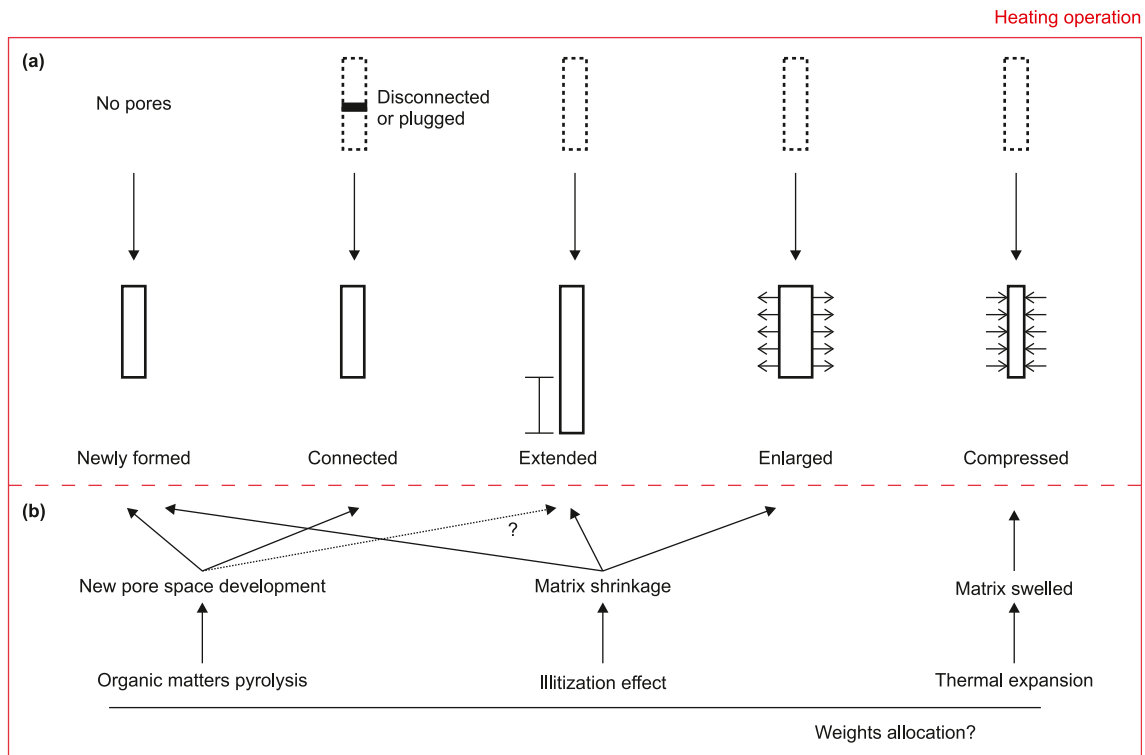 Heating operation
(a)
No pores
Disconnected
or plugged
Newly formed
Connected
Extended
Enlarged
Compressed
(b)
?
New pore space development
Matrix shrinkage
Matrix swelled
Organic matters pyrolysis
Illitization effect
Thermal expansion
Weights allocation?